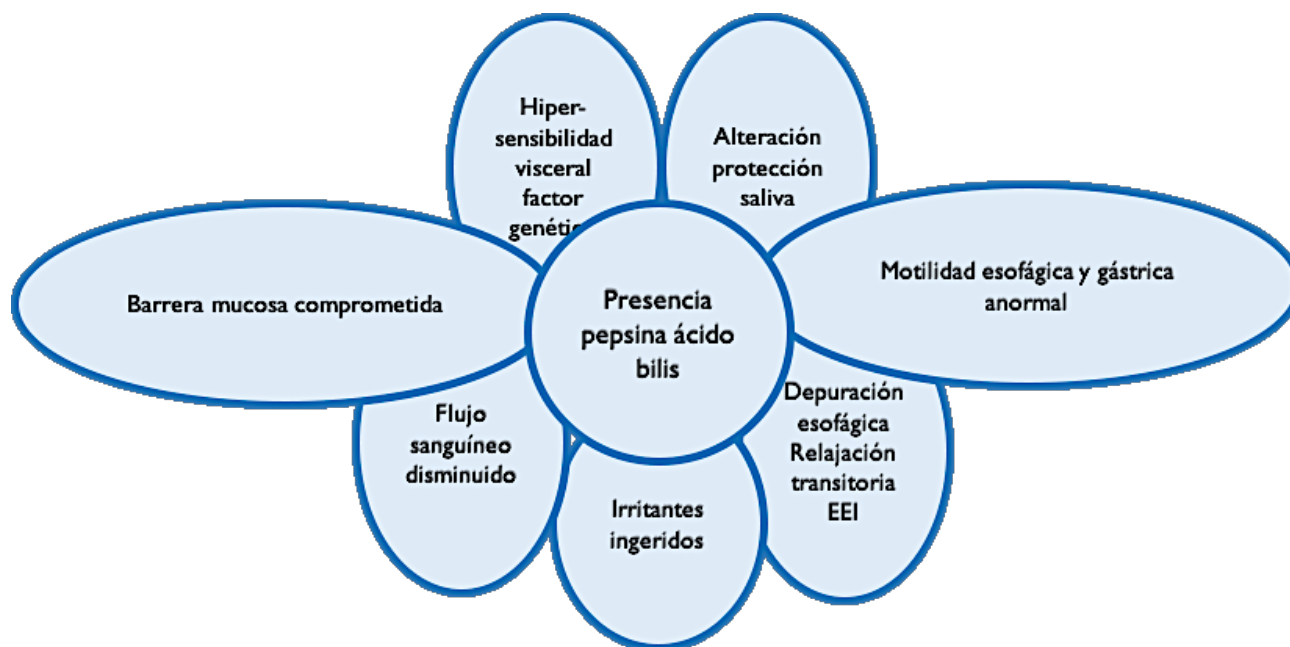 Hiper-
sensibilidad
visceral
factor
genétic
Alteración
protección
saliva
Barrera mucosa comprometida
Presencia
pepsina ácido
bilis
Motilidad esofágica y gástrica
anormal
Flujo
sanguíneo
disminuido
Irritantes
ingeridos
Depuración
esofágica
Relajación
transitoria
EEI